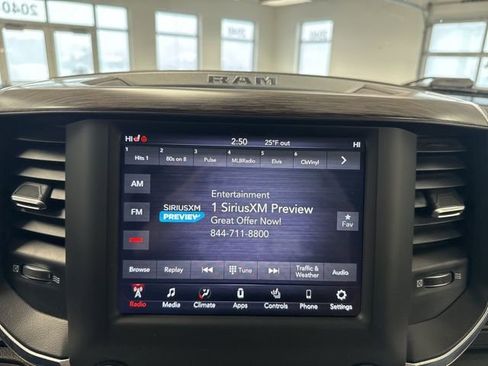 2040
RAM
HI
2:50
25°F out
HI
1 2 3 4 5 6
Hits 1
80s on 8
Pulse
MLBRadio
Elvis
ClsVinyl
AM
FM
SIRIUSXM
PREVIEW
Entertainment
1 SiriusXM Preview
Great Offer Now!
844-711-8800
Fav
Browse
Replay
Tune
Traffic &
Weather
Audio
Radio
Media
Climate
Apps
Controls
Phone
Settings